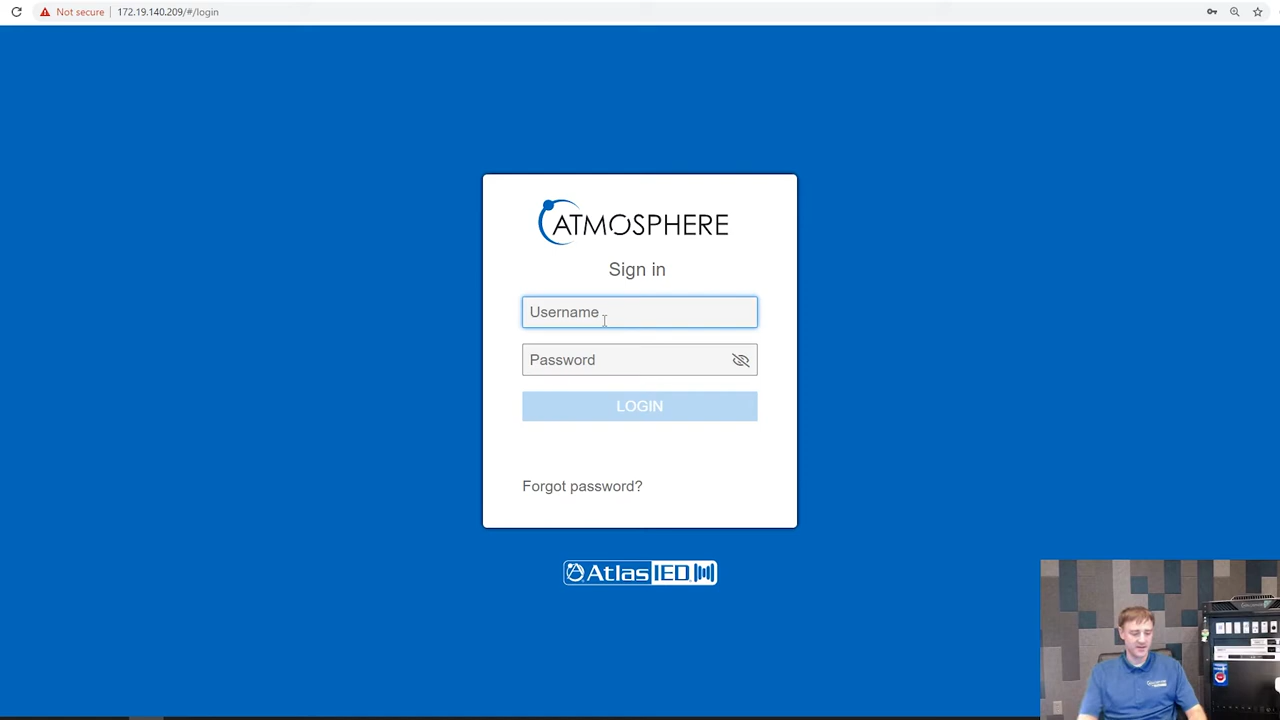 Not secure
172.19.140.209/#/login
ATMOSPHERE
Sign in
Username
Password
LOGIN
Forgot password?
AtlasIED